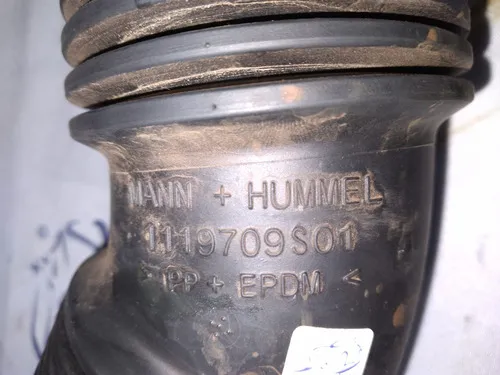 MANN + HUMMEL
1119709S01
> PP + EPDM <